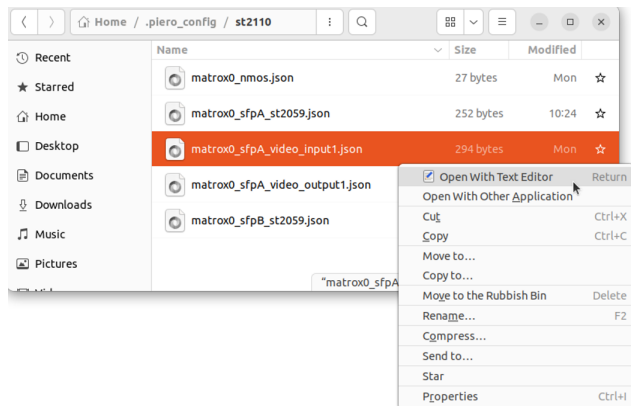 Home / .piero_config / st2110
Name Size Modified
Recent
matrox0_nmos.json 27 bytes Mon
Starred
matrox0_sfpA_st2059.json 252 bytes 10:24
Home
matrox0_sfpA_video_input1.json 294 bytes Mon
Desktop
Documents
matrox0_sfpA_video_output1.json
Downloads
matrox0_sfpB_st2059.json
Music
Pictures
"matrox0_sfpA
Open With Text Editor Return
Open With Other Application
Cut Ctrl+X
Copy Ctrl+C
Move to…
Copy to…
Move to the Rubbish Bin Delete
Rename… F2
Compress…
Send to…
Star
Properties Ctrl+I